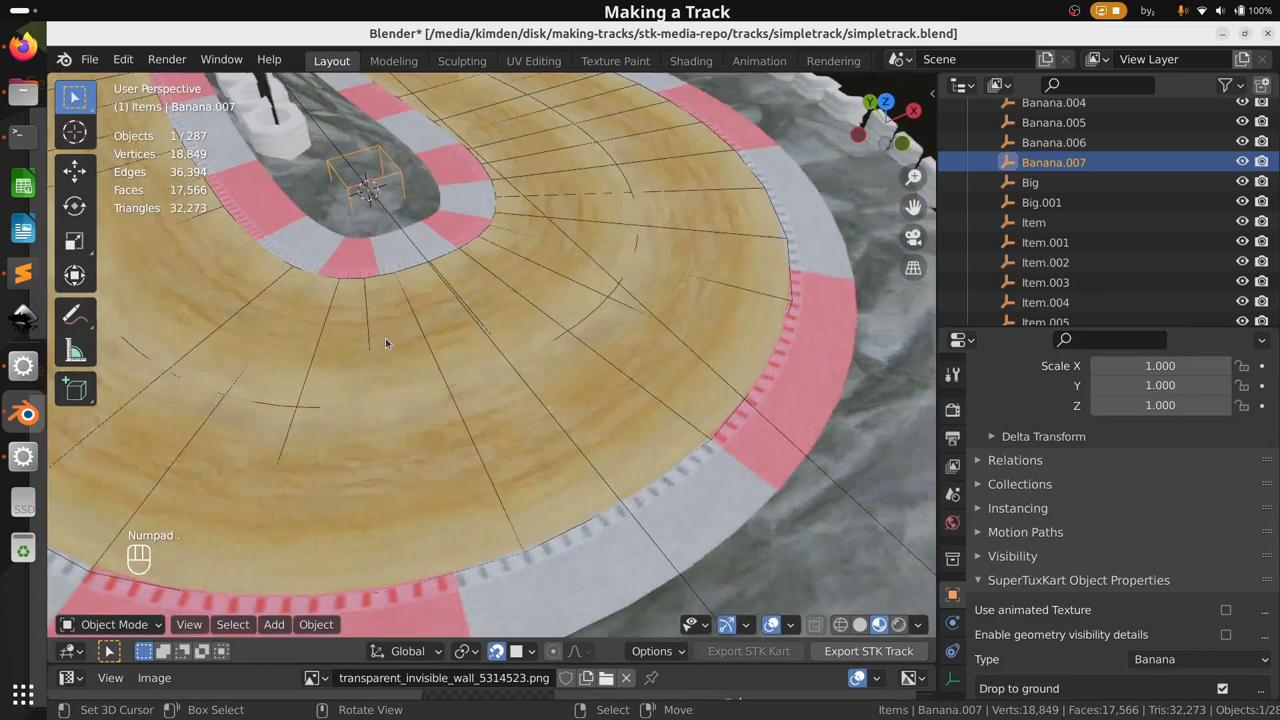 Making a Track
by₂
100%
Blender* [/media/kimden/disk/making-tracks/stk-media-repo/tracks/simpletrack/simpletrack.blend]
File Edit Render Window Help
Layout Modeling Sculpting UV Editing Texture Paint Shading Animation Rendering
Scene
View Layer
User Perspective
(1) Items | Banana.007
Objects 1 / 287
Vertices 18,849
Edges 36,394
Faces 17,566
Triangles 32,273
Y Z X
Numpad .
Banana.004
Banana.005
Banana.006
Banana.007
Big
Big.001
Item
Item.001
Item.002
Item.003
Item.004
Item.005
Scale X 1.000
Y 1.000
Z 1.000
Delta Transform
Relations
Collections
Instancing
Motion Paths
Visibility
SuperTuxKart Object Properties
Use animated Texture ...
Enable geometry visibility details ...
Type Banana
Drop to ground ...
Object Mode View Select Add Object
Global
Options
Export STK Kart
Export STK Track
View Image
transparent_invisible_wall_5314523.png
SSD
Set 3D Cursor
Box Select
Rotate View
Select
Move
Items | Banana.007 | Verts:18,849 | Faces:17,566 | Tris:32,273 | Objects:1/28